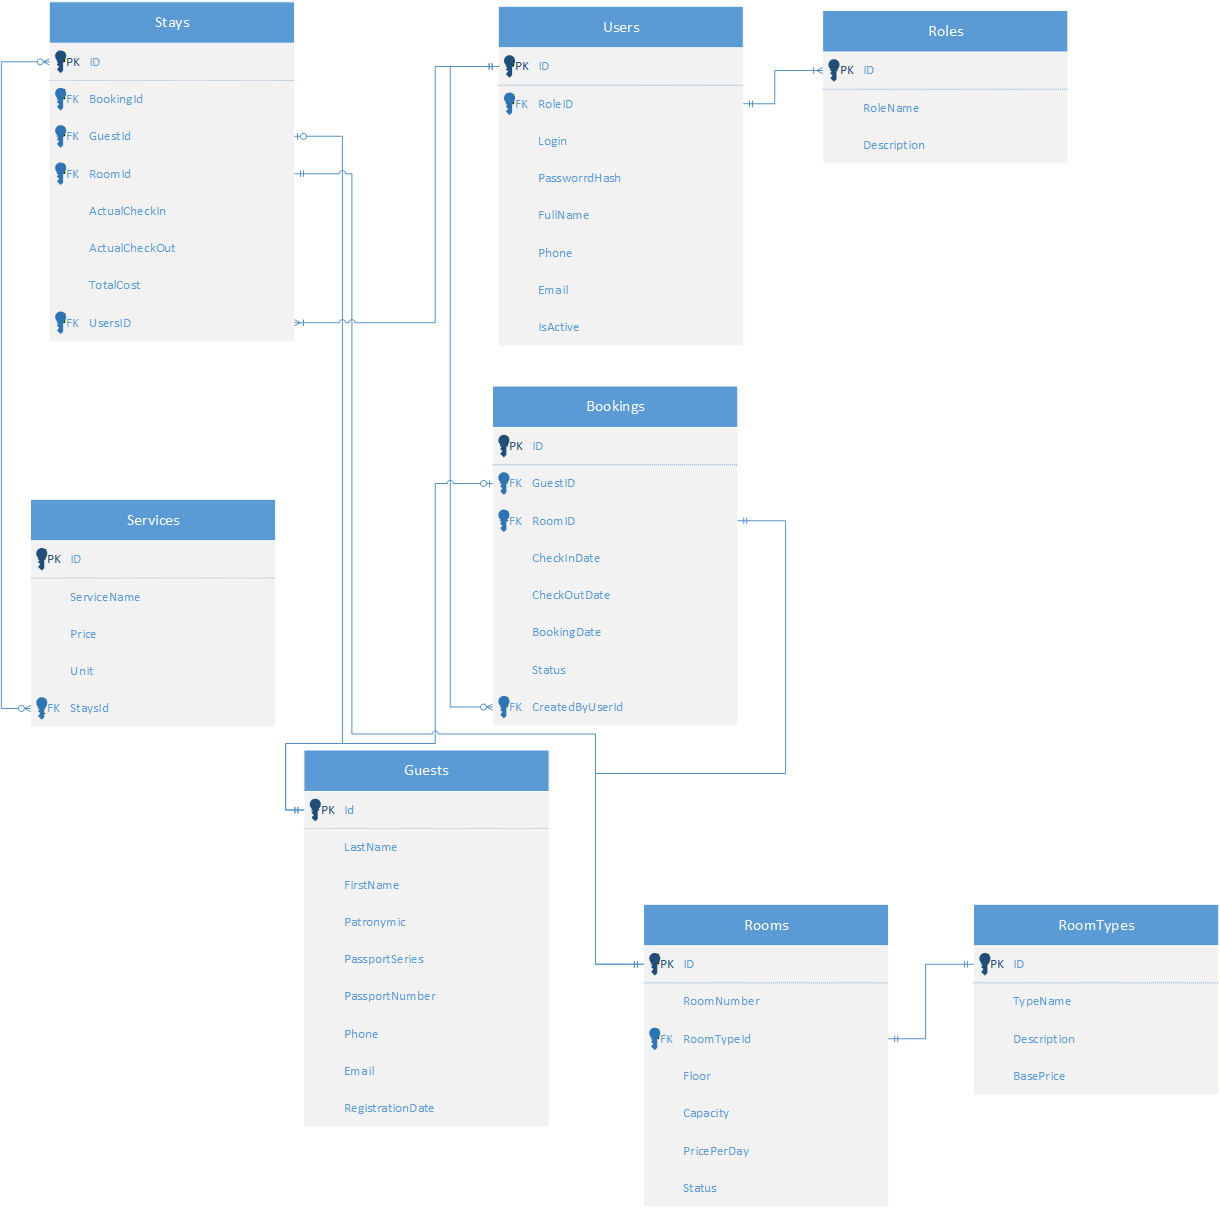 Stays
PK ID
FK BookingId
FK GuestId
FK RoomId
ActualCheckIn
ActualCheckOut
TotalCost
FK UsersID
Users
PK ID
FK RoleID
Login
PassworrdHash
FullName
Phone
Email
IsActive
Roles
PK ID
RoleName
Description
Bookings
PK ID
FK GuestID
FK RoomID
CheckInDate
CheckOutDate
BookingDate
Status
FK CreatedByUserId
Services
PK ID
ServiceName
Price
Unit
FK StaysId
Guests
PK Id
LastName
FirstName
Patronymic
PassportSeries
PassportNumber
Phone
Email
RegistrationDate
Rooms
PK ID
RoomNumber
FK RoomTypeId
Floor
Capacity
PricePerDay
Status
RoomTypes
PK ID
TypeName
Description
BasePrice